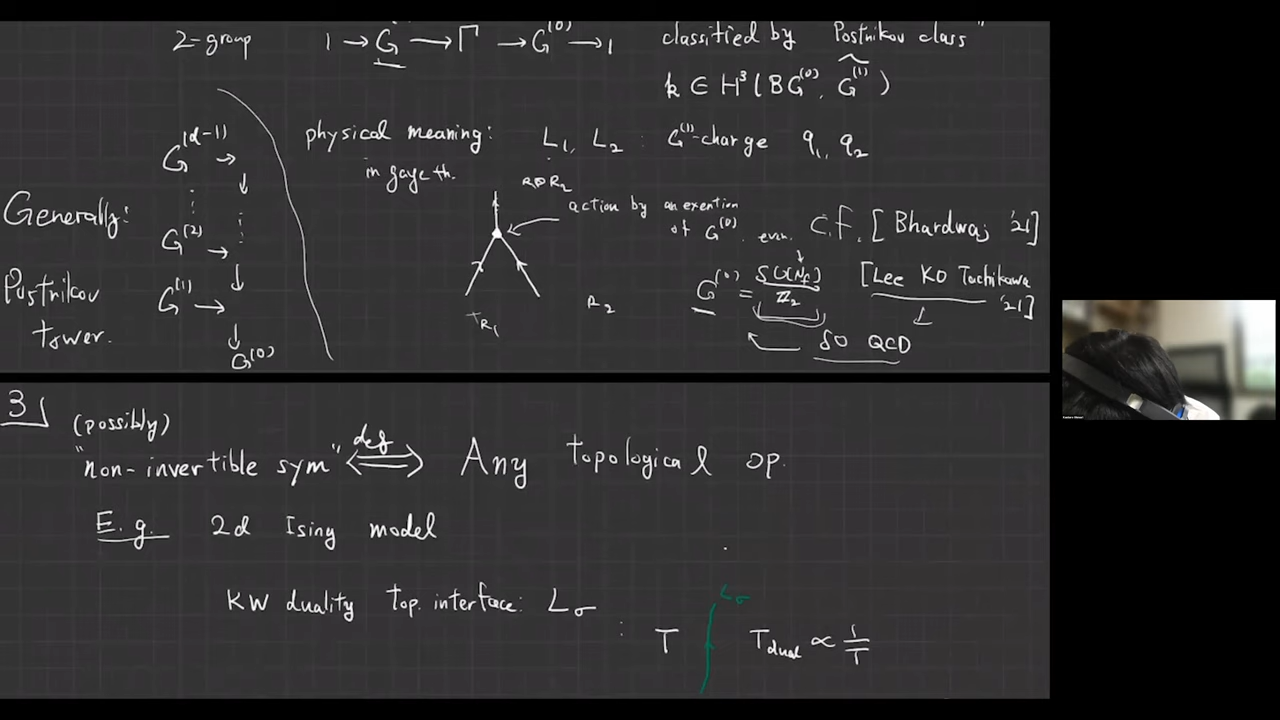 2-group 1 → G → Γ → G^(0) → 1 classified by "Postnikov class"
k ∈ H³(BG^(0), G^(1))
physical meaning: L₁, L₂ : G^(1)-charge q₁, q₂
in gauge th.
G^(d-1) →
R₁⊗R₂
action by an exention
of G^(0).
C.F. [Bhardwaj '21]
Generally:
G^(2) →
G^(0) = SU(N_f)/ℤ₂ [Lee KO Tachikawa '21]
Postnikov
tower.
G^(1) →
R₁ R₂
G^(0)
SO QCD
3
(possibly)
"non-invertible sym" def ⟺ Any topological op.
E.g. 2d Ising model
KW duality top. interface: L_σ
: T L_σ T_dual ∝ 1/T